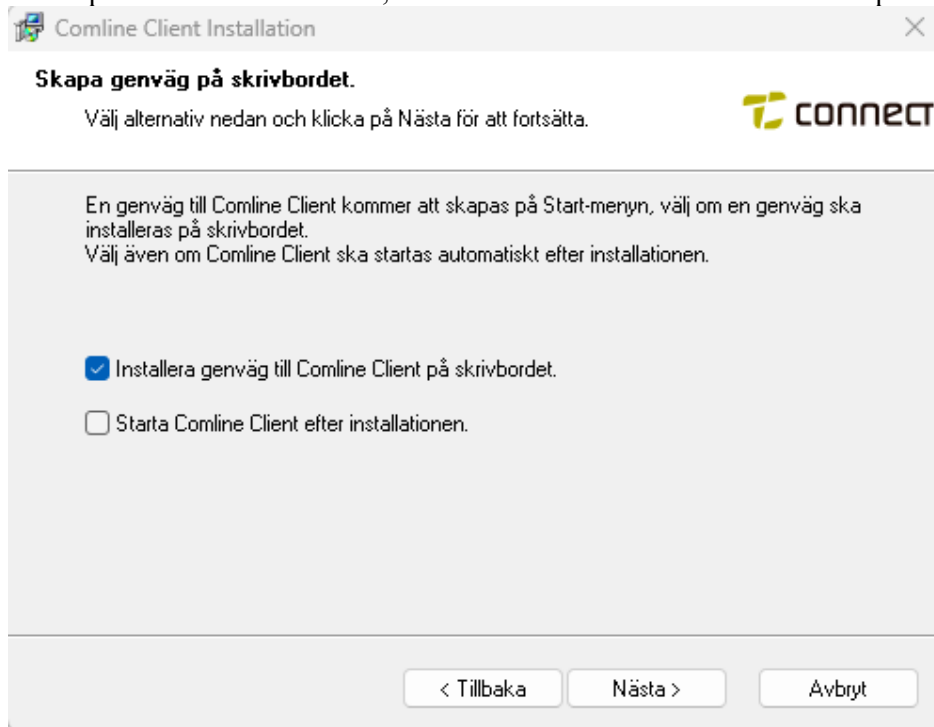 Comline Client Installation
Skapa genväg på skrivbordet.
Välj alternativ nedan och klicka på Nästa för att fortsätta.
connect
En genväg till Comline Client kommer att skapas på Start-menyn, välj om en genväg ska
installeras på skrivbordet.
Välj även om Comline Client ska startas automatiskt efter installationen.
Installera genväg till Comline Client på skrivbordet.
Starta Comline Client efter installationen.
< Tillbaka
Nästa >
Avbryt